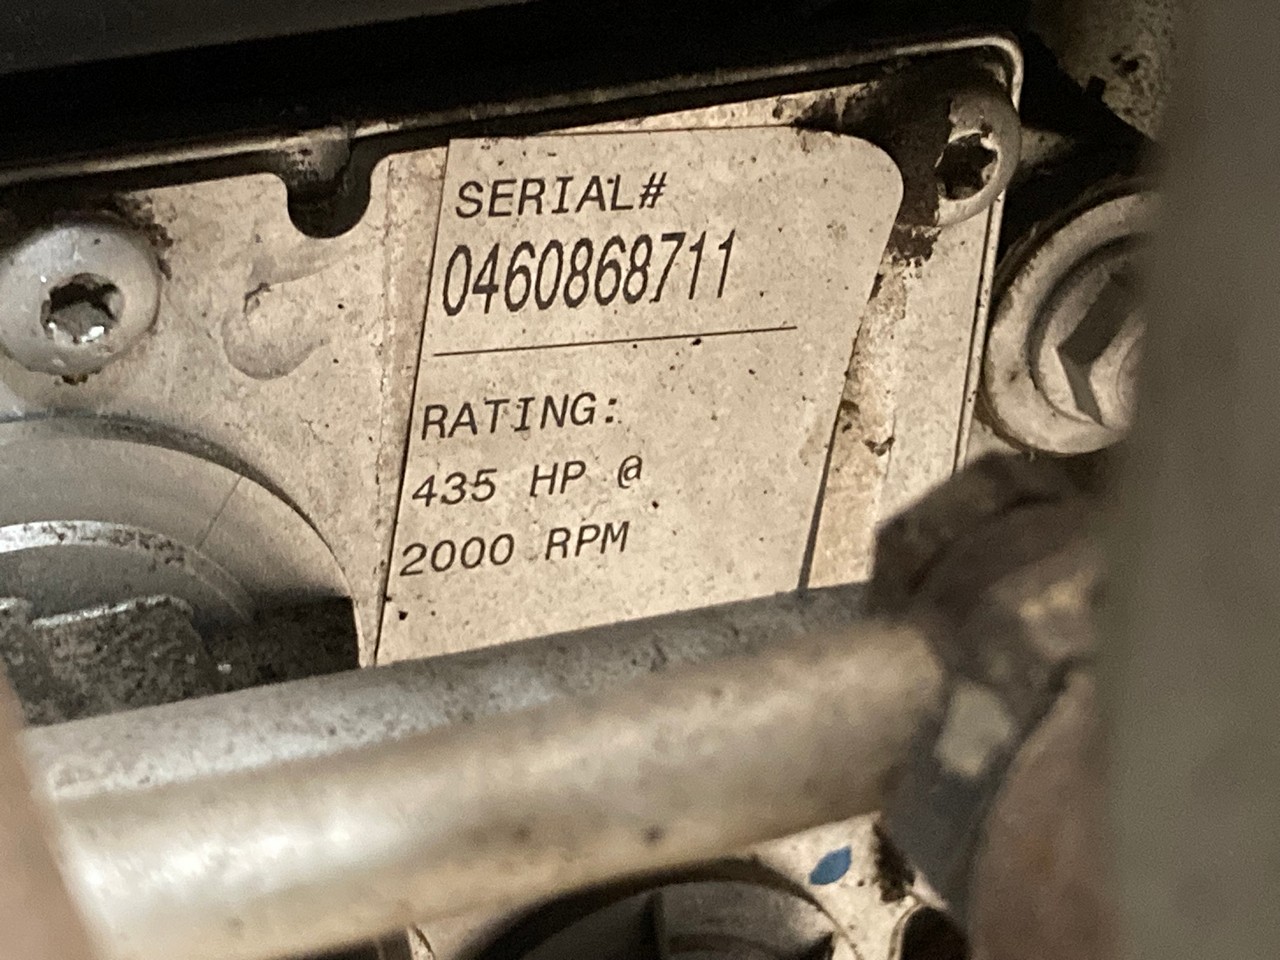 SERIAL#
0460868711
RATING:
435 HP @
2000 RPM